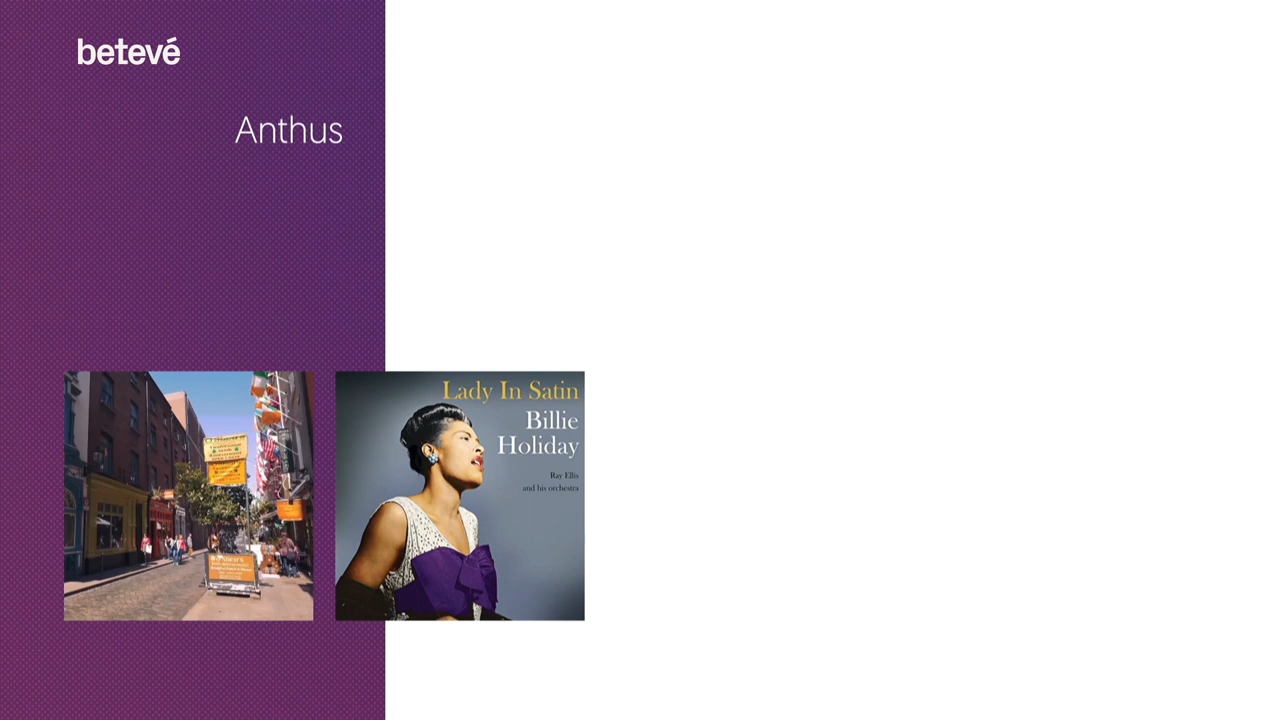 betevé
Anthus
Lady In Satin
Billie
Holiday
Ray Ellis
and his orchestra